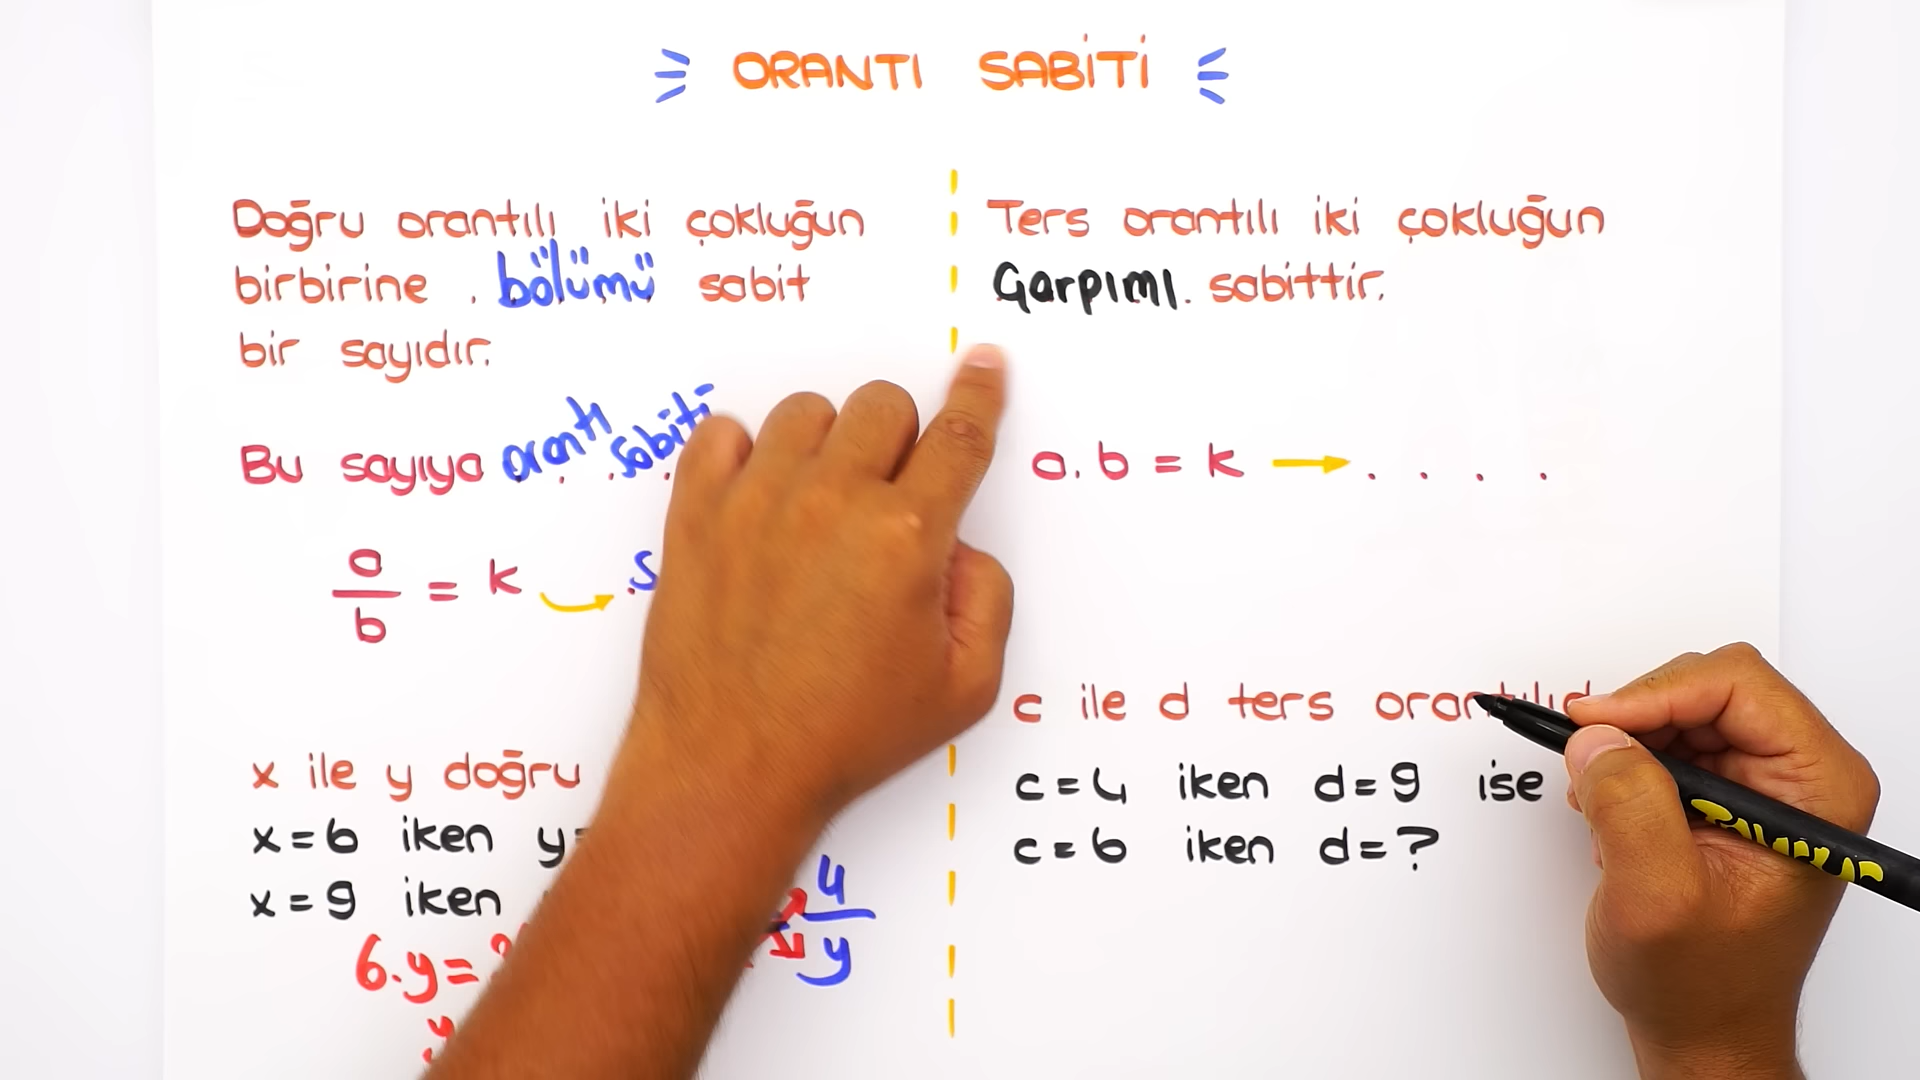 ORANTI SABİTİ
Doğru orantılı iki çokluğun
birbirine . bölümü sabit
bir sayıdır.
Bu sayıya orantı sabiti
a/b = k
x ile y doğru
x = 6 iken y=
x = 9 iken
4/y
6.y=
y
Ters orantılı iki çokluğun
Çarpımı. sabittir.
a.b = k → . . . .
c ile d ters
c = 4 iken d = 9 ise
c = 6 iken d = ?